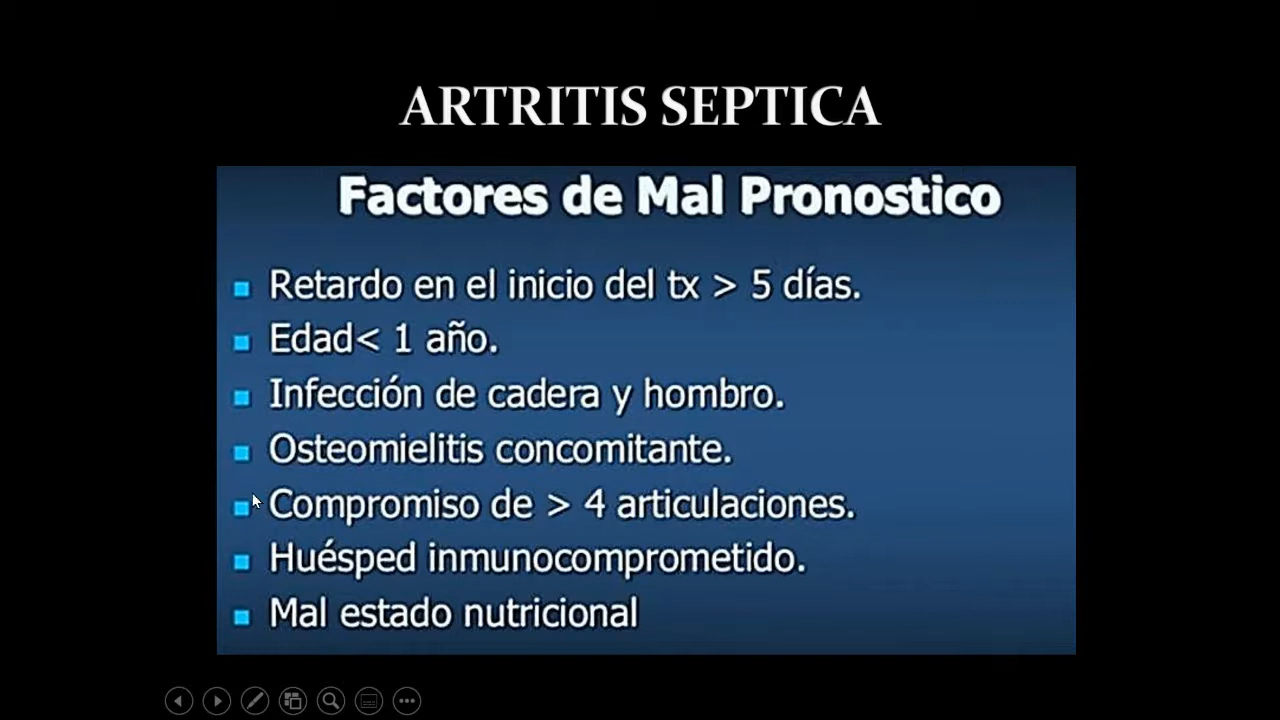 ARTRITIS SEPTICA
Factores de Mal Pronostico
Retardo en el inicio del tx > 5 días.
Edad< 1 año.
Infección de cadera y hombro.
Osteomielitis concomitante.
Compromiso de > 4 articulaciones.
Huésped inmunocomprometido.
Mal estado nutricional